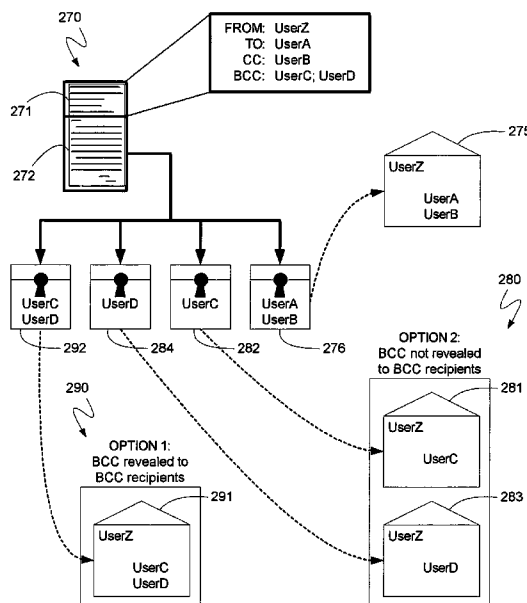 270
FROM: UserZ
TO: UserA
CC: UserB
BCC: UserC; UserD
271
272
275
UserZ
UserA
UserB
UserC
UserD
UserD
UserC
UserA
UserB
292
284
282
276
280
290
OPTION 2:
BCC not revealed
to BCC recipients
281
UserZ
UserC
OPTION 1:
BCC revealed to
BCC recipients
291
UserZ
UserC
UserD
283
UserZ
UserD